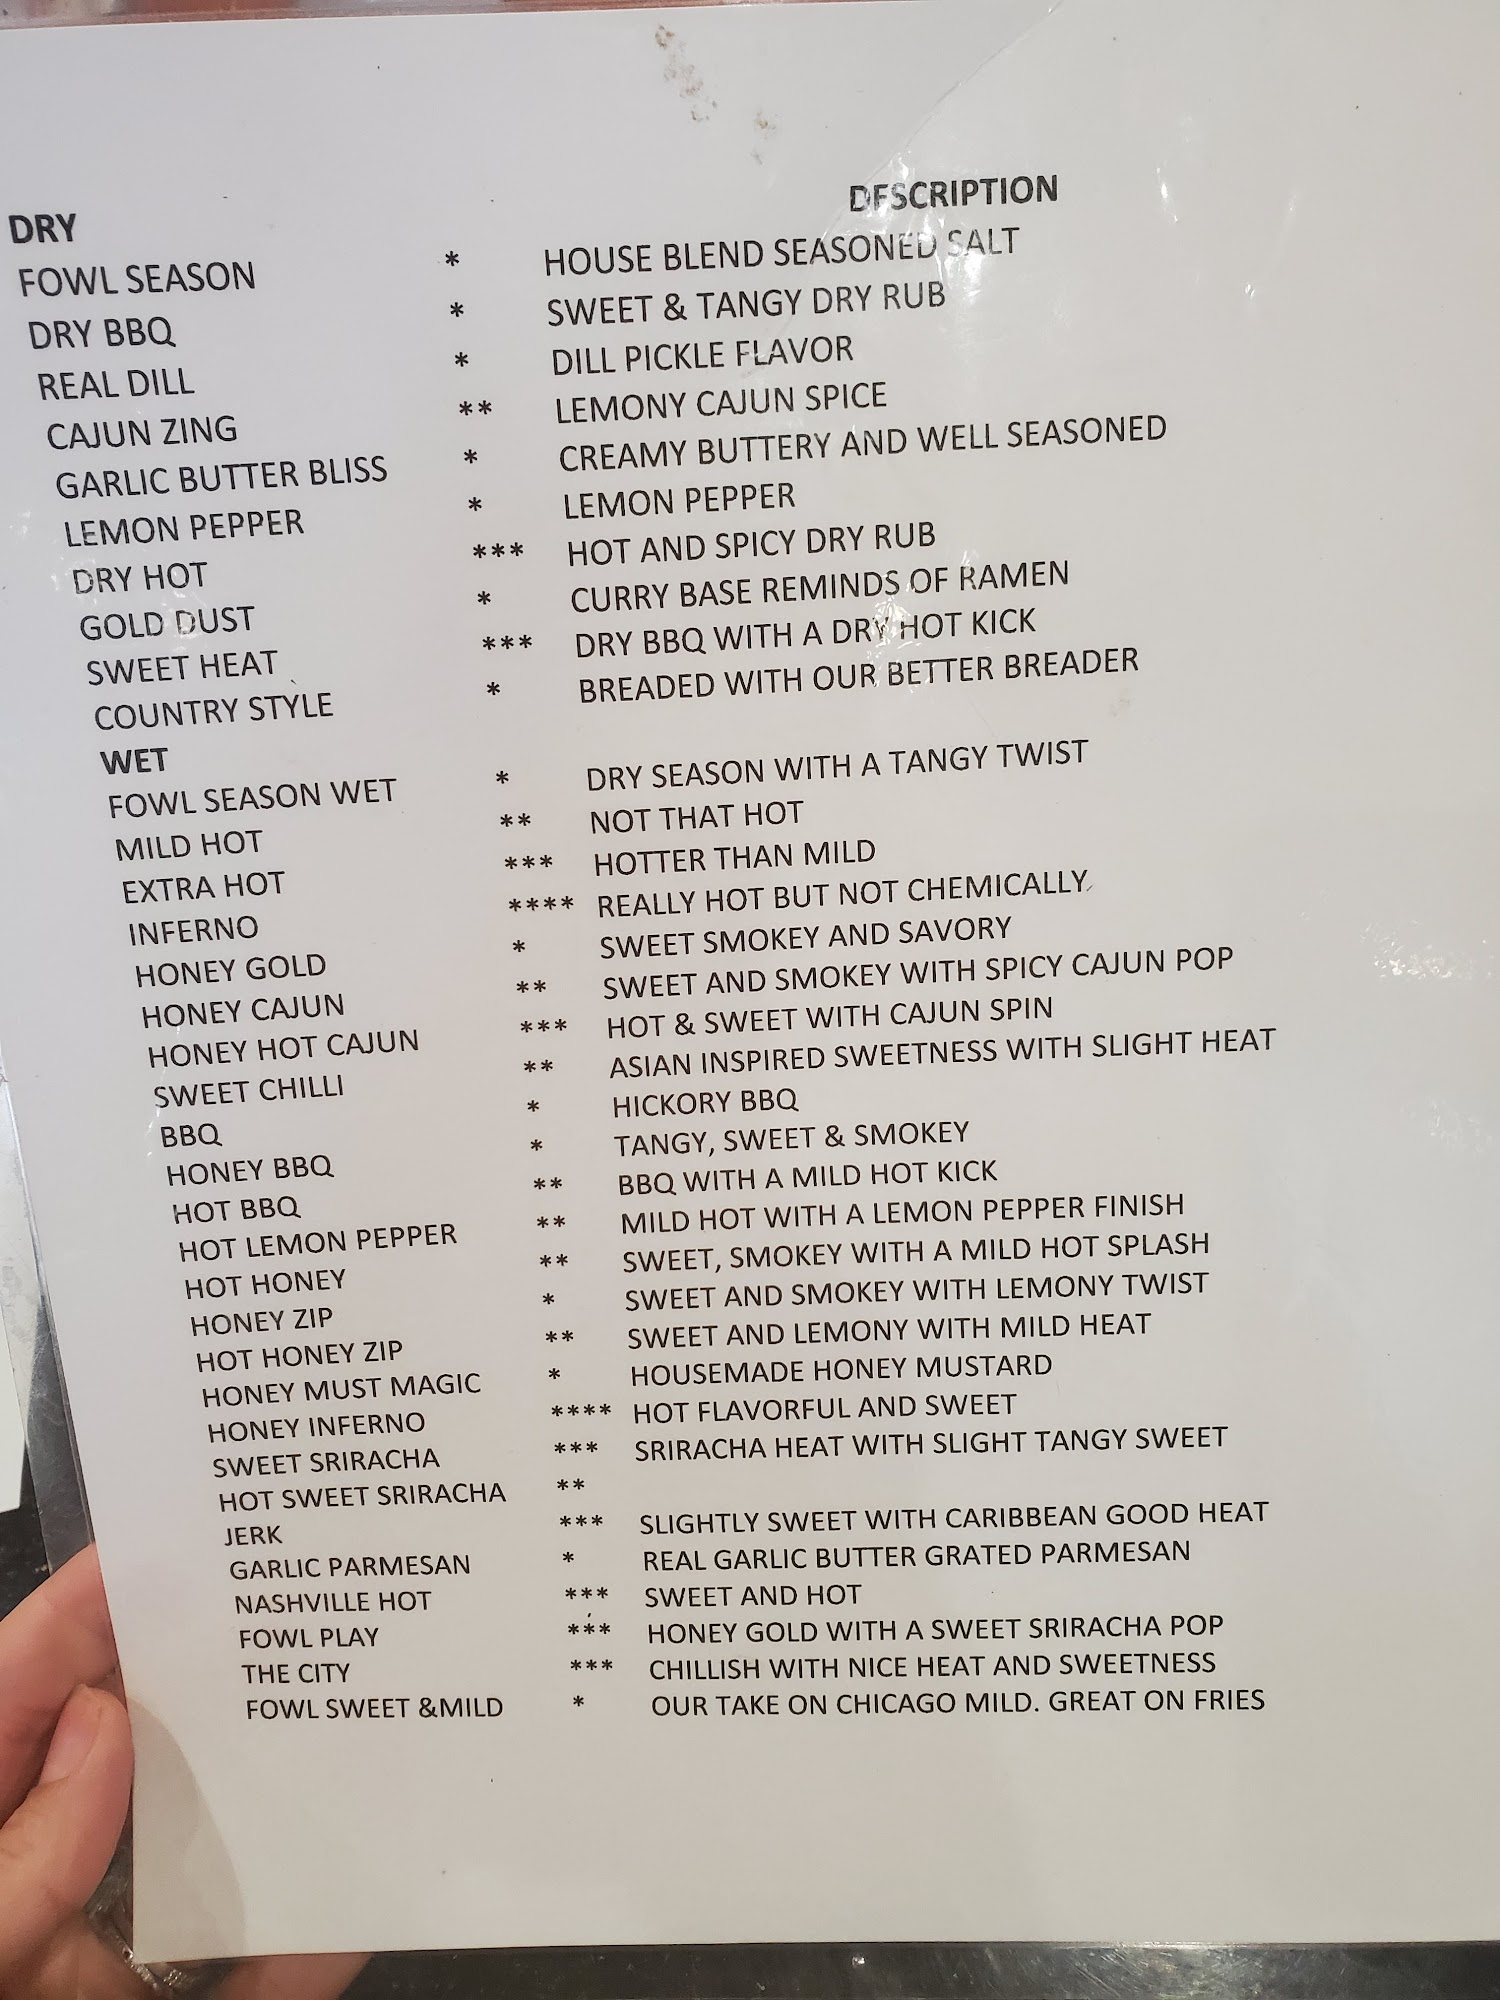 DRY DESCRIPTION
FOWL SEASON * HOUSE BLEND SEASONED SALT
DRY BBQ * SWEET & TANGY DRY RUB
REAL DILL * DILL PICKLE FLAVOR
CAJUN ZING ** LEMONY CAJUN SPICE
GARLIC BUTTER BLISS * CREAMY BUTTERY AND WELL SEASONED
LEMON PEPPER * LEMON PEPPER
DRY HOT *** HOT AND SPICY DRY RUB
GOLD DUST * CURRY BASE REMINDS OF RAMEN
SWEET HEAT *** DRY BBQ WITH A DRY HOT KICK
COUNTRY STYLE * BREADED WITH OUR BETTER BREADER
WET
FOWL SEASON WET * DRY SEASON WITH A TANGY TWIST
MILD HOT ** NOT THAT HOT
EXTRA HOT *** HOTTER THAN MILD
INFERNO **** REALLY HOT BUT NOT CHEMICALLY
HONEY GOLD * SWEET SMOKEY AND SAVORY
HONEY CAJUN ** SWEET AND SMOKEY WITH SPICY CAJUN POP
HONEY HOT CAJUN *** HOT & SWEET WITH CAJUN SPIN
SWEET CHILLI ** ASIAN INSPIRED SWEETNESS WITH SLIGHT HEAT
BBQ * HICKORY BBQ
HONEY BBQ * TANGY, SWEET & SMOKEY
HOT BBQ ** BBQ WITH A MILD HOT KICK
HOT LEMON PEPPER ** MILD HOT WITH A LEMON PEPPER FINISH
HOT HONEY ** SWEET, SMOKEY WITH A MILD HOT SPLASH
HONEY ZIP * SWEET AND SMOKEY WITH LEMONY TWIST
HOT HONEY ZIP ** SWEET AND LEMONY WITH MILD HEAT
HONEY MUST MAGIC * HOUSEMADE HONEY MUSTARD
HONEY INFERNO **** HOT FLAVORFUL AND SWEET
SWEET SRIRACHA *** SRIRACHA HEAT WITH SLIGHT TANGY SWEET
HOT SWEET SRIRACHA **
JERK *** SLIGHTLY SWEET WITH CARIBBEAN GOOD HEAT
GARLIC PARMESAN * REAL GARLIC BUTTER GRATED PARMESAN
NASHVILLE HOT *** SWEET AND HOT
FOWL PLAY *** HONEY GOLD WITH A SWEET SRIRACHA POP
THE CITY *** CHILLISH WITH NICE HEAT AND SWEETNESS
FOWL SWEET &MILD * OUR TAKE ON CHICAGO MILD. GREAT ON FRIES